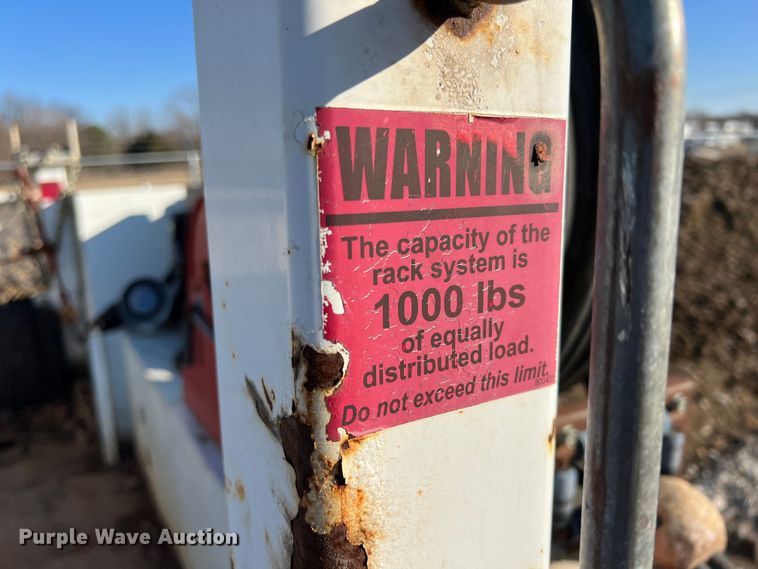 WARNING
The capacity of the
rack system is
1000 lbs
of equally
distributed load.
Do not exceed this limit.
Purple Wave Auction